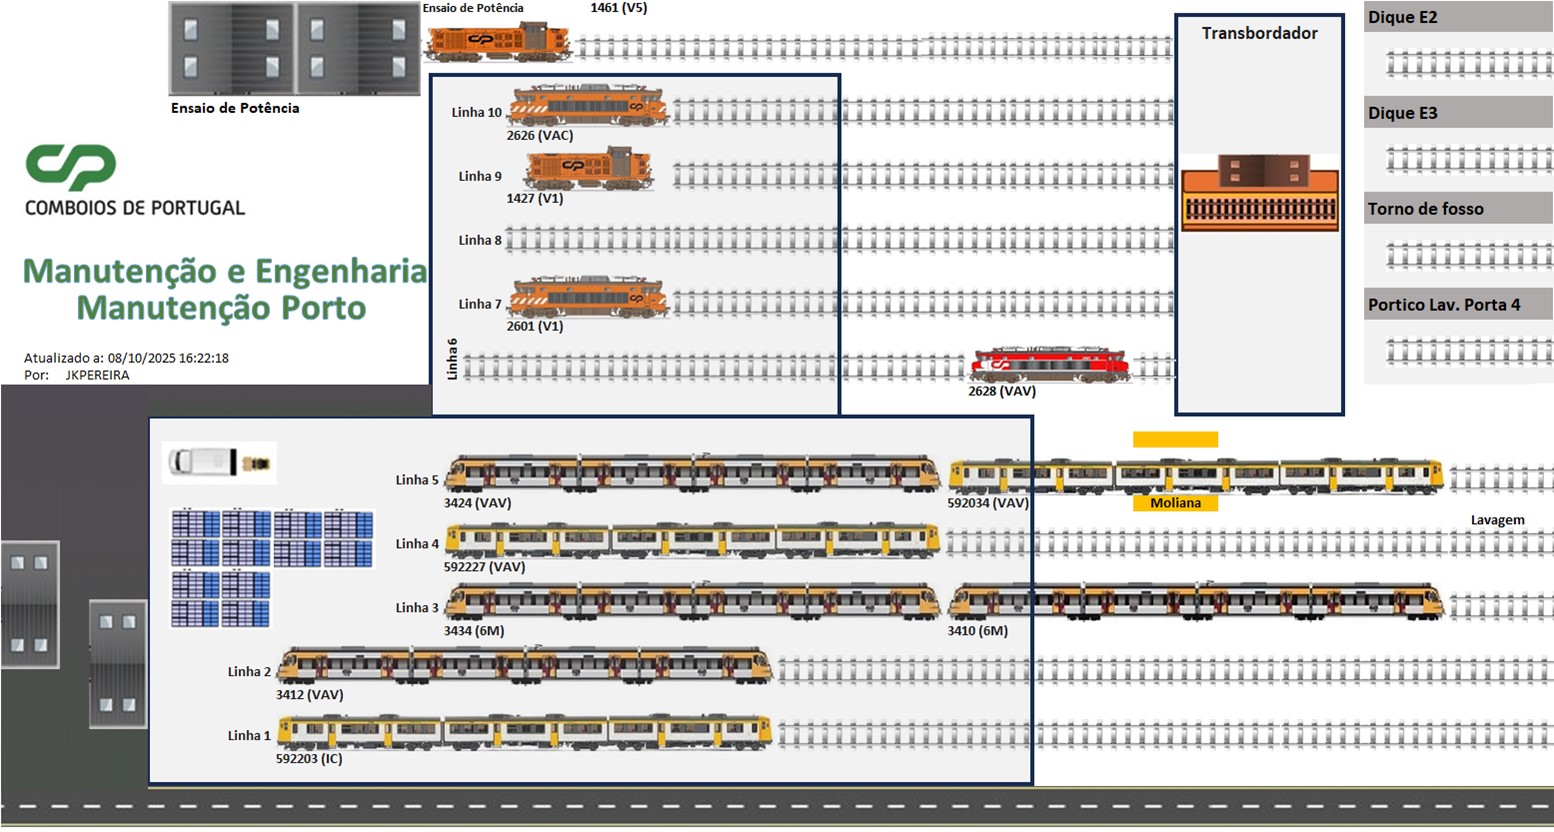 Ensaio de Potência
1461 (V5)
Ensaio de Potência
Transbordador
Dique E2
Dique E3
Torno de fosso
Portico Lav. Porta 4
CP
COMBOIOS DE PORTUGAL
Manutenção e Engenharia
Manutenção Porto
Atualizado a: 08/10/2025 16:22:18
Por: JKPEREIRA
Linha 10
2626 (VAC)
Linha 9
1427 (V1)
Linha 8
Linha 7
2601 (V1)
Linha 6
2628 (VAV)
Linha 5
3424 (VAV)
592034 (VAV)
Moliana
Lavagem
Linha 4
592227 (VAV)
Linha 3
3434 (6M)
3410 (6M)
Linha 2
3412 (VAV)
Linha 1
592203 (IC)